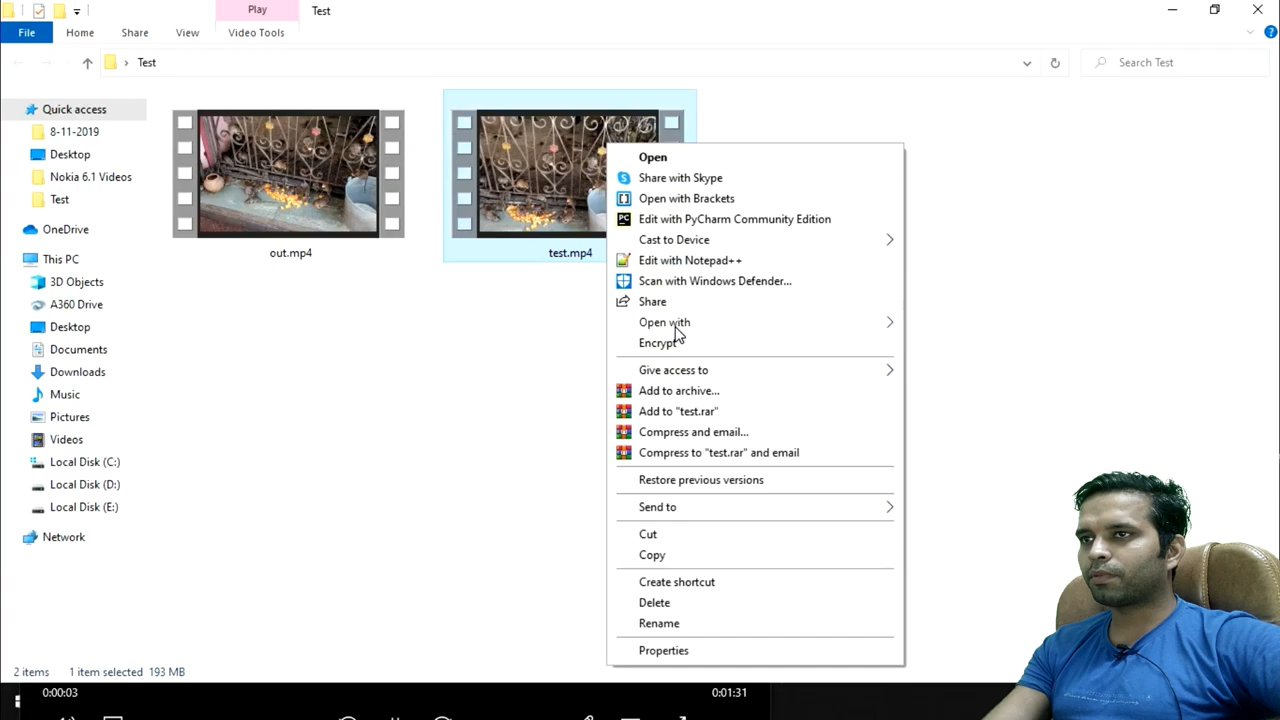 Play
Test
File
Home
Share
View
Video Tools
Test
Search Test
Quick access
8-11-2019
Desktop
Nokia 6.1 Videos
Test
OneDrive
This PC
3D Objects
A360 Drive
Desktop
Documents
Downloads
Music
Pictures
Videos
Local Disk (C:)
Local Disk (D:)
Local Disk (E:)
Network
out.mp4
test.mp4
Open
Share with Skype
Open with Brackets
Edit with PyCharm Community Edition
Cast to Device
Edit with Notepad++
Scan with Windows Defender...
Share
Open with
Encrypt
Give access to
Add to archive...
Add to "test.rar"
Compress and email...
Compress to "test.rar" and email
Restore previous versions
Send to
Cut
Copy
Create shortcut
Delete
Rename
Properties
2 items
1 item selected 193 MB
0:00:03
0:01:31